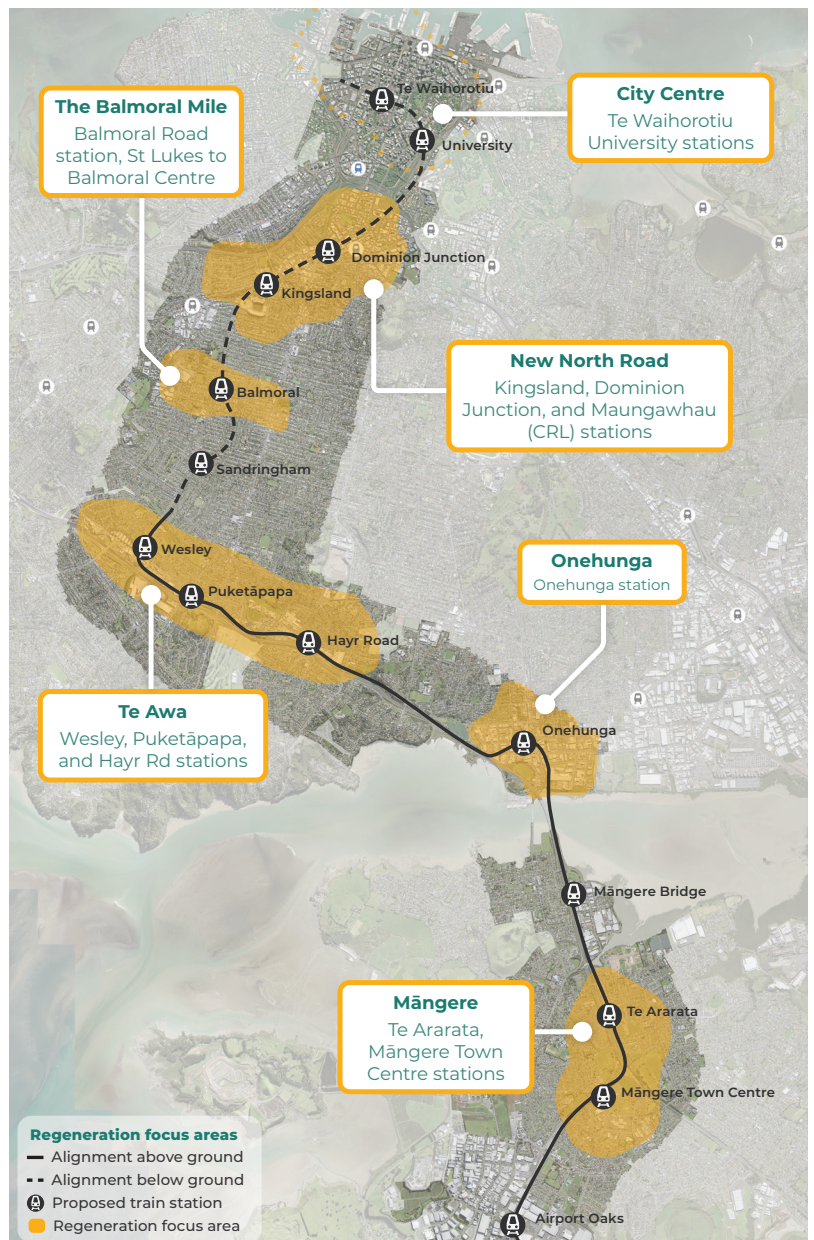 Te Waihorotiu
The Balmoral Mile
Balmoral Road
station, St Lukes to
Balmoral Centre
City Centre
Te Waihorotiu
University stations
University
Dominion Junction
Kingsland
New North Road
Kingsland, Dominion
Junction, and Maungawhau
(CRL) stations
Balmoral
Sandringham
Wesley
Puketāpapa
Hayr Road
Onehunga
Onehunga station
Te Awa
Wesley, Puketāpapa,
and Hayr Rd stations
Onehunga
Māngere Bridge
Māngere
Te Ararata,
Māngere Town
Centre stations
Te Ararata
Māngere Town Centre
Airport Oaks
Regeneration focus areas
Alignment above ground
Alignment below ground
Proposed train station
Regeneration focus area